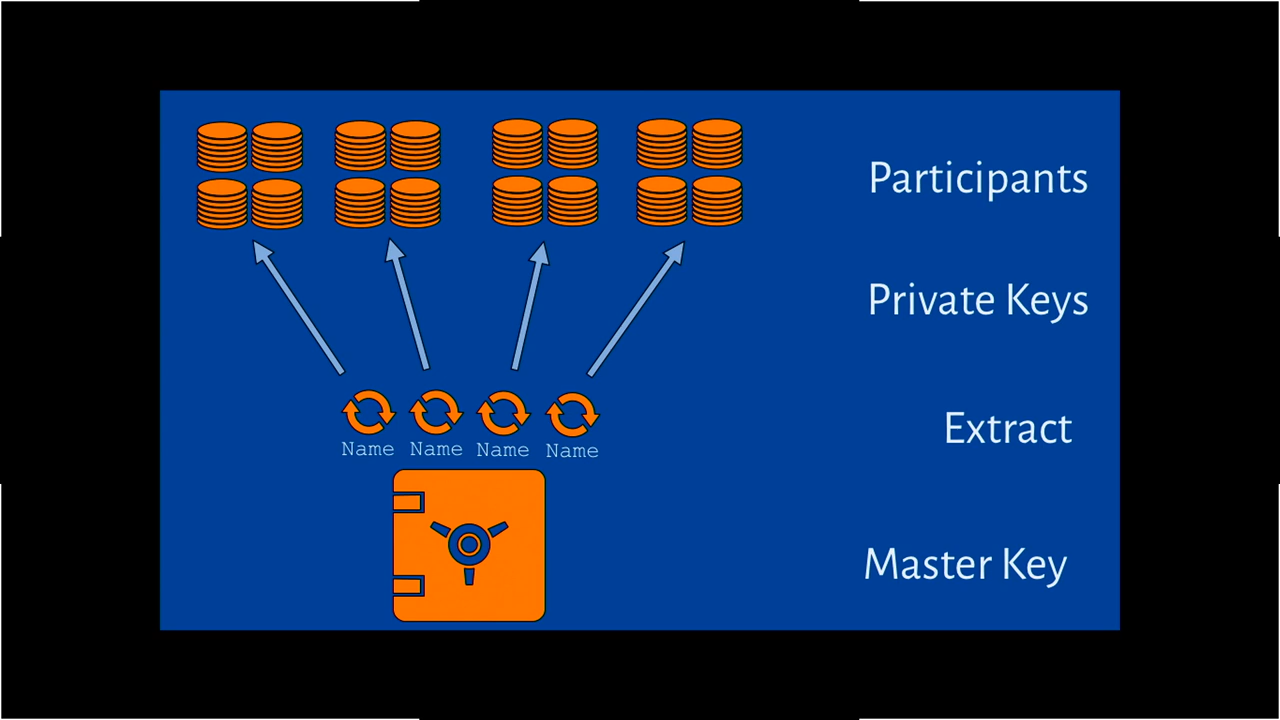 Participants
Private Keys
Extract
Name Name Name Name
Master Key